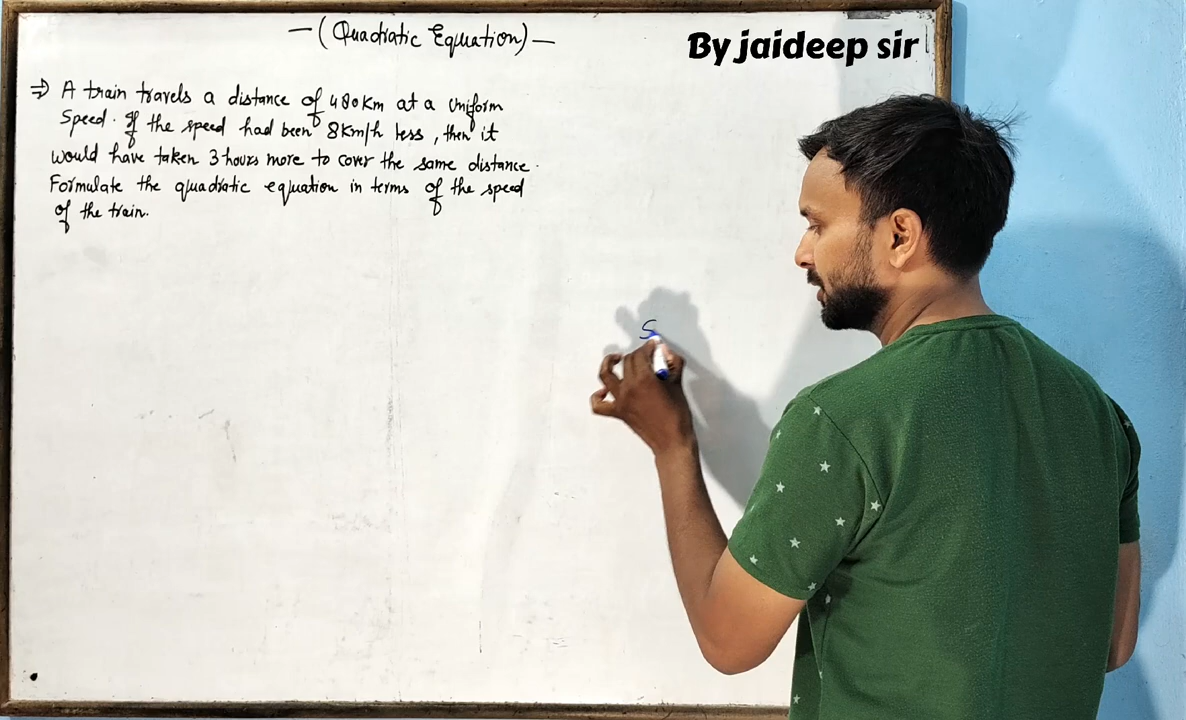 — (Quadratic Equation) —
By jaideep sir
⇒ A train travels a distance of 480km at a uniform
Speed. If the speed had been 8km/h less, then it
would have taken 3 hours more to cover the same distance.
Formulate the quadratic equation in terms of the speed
of the train.
S